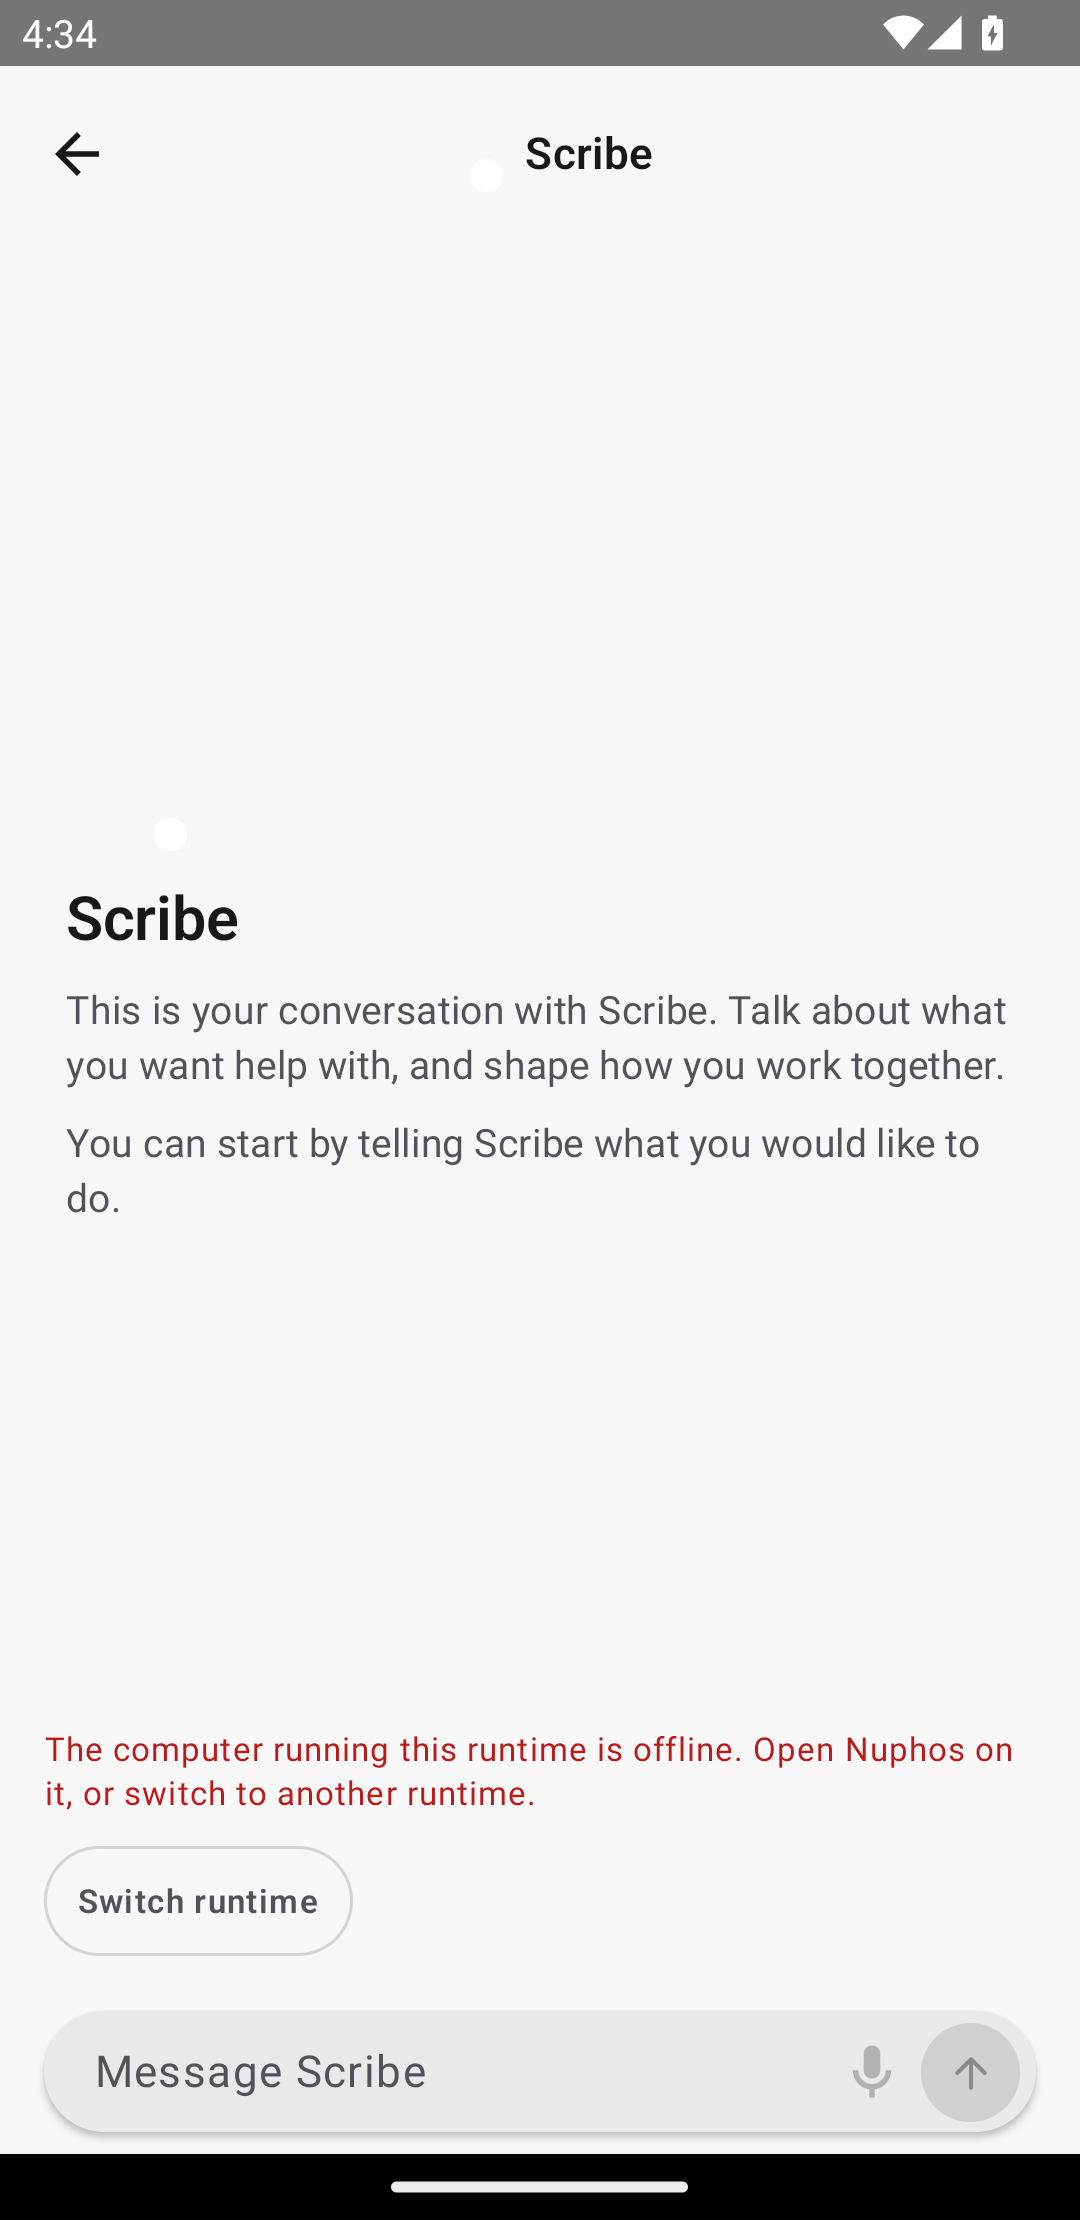 4:34
Scribe
Scribe
This is your conversation with Scribe. Talk about what
you want help with, and shape how you work together.
You can start by telling Scribe what you would like to
do.
The computer running this runtime is offline. Open Nuphos on
it, or switch to another runtime.
Switch runtime
Message Scribe